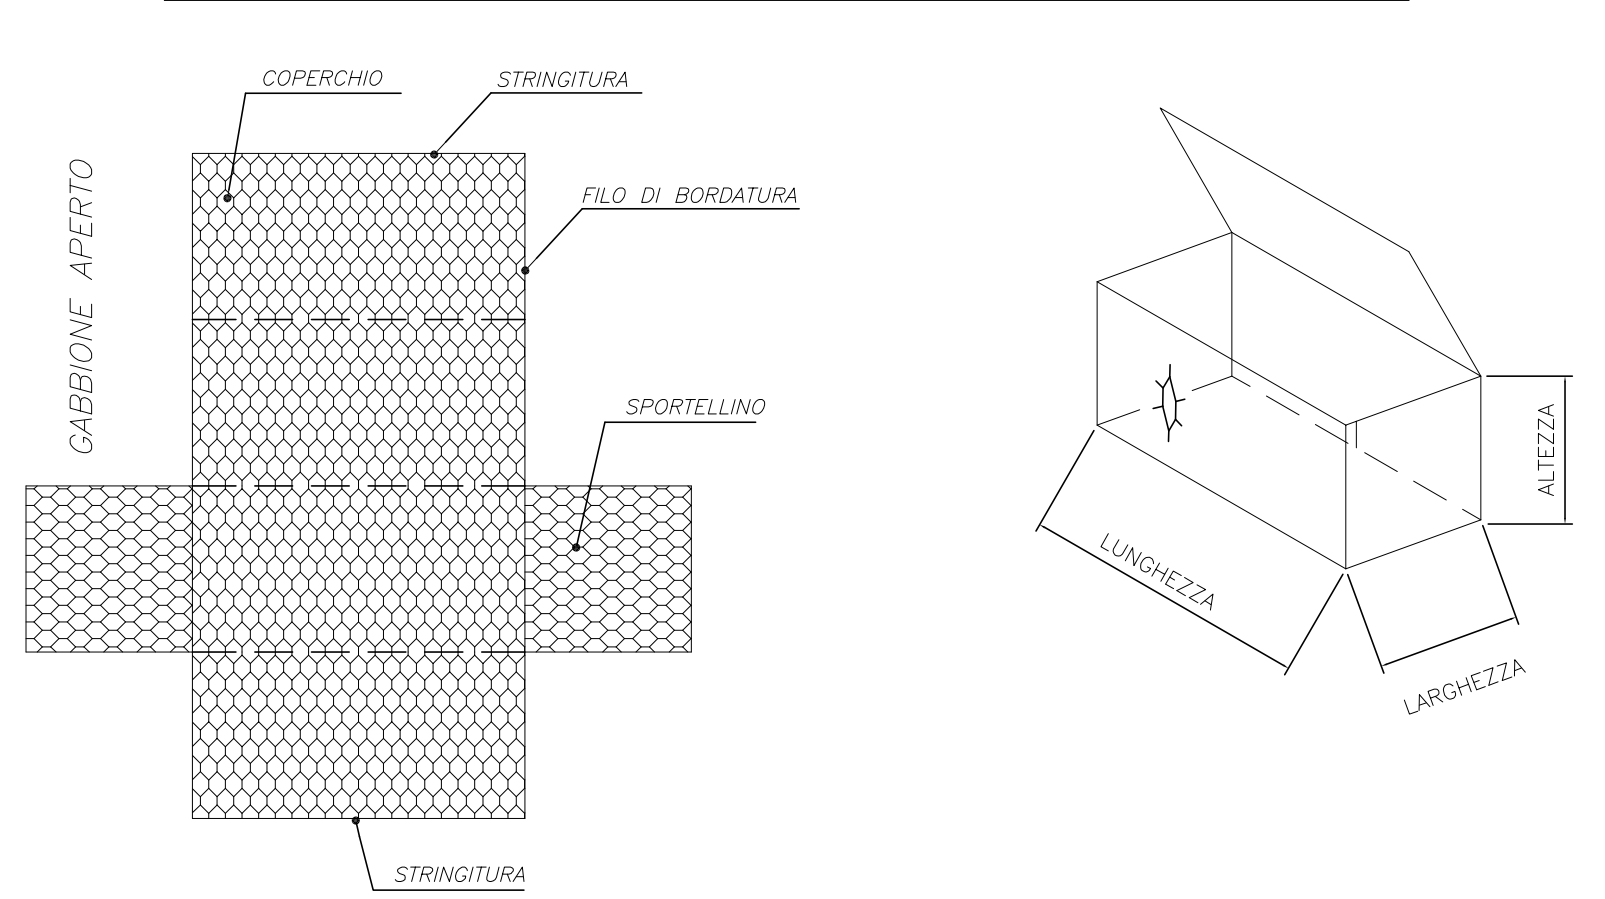 COPERCHIO
STRINGITURA
GABBIONE APERTO
FILO DI BORDATURA
SPORTELLINO
STRINGITURA
ALTEZZA
LUNGHEZZA
LARGHEZZA